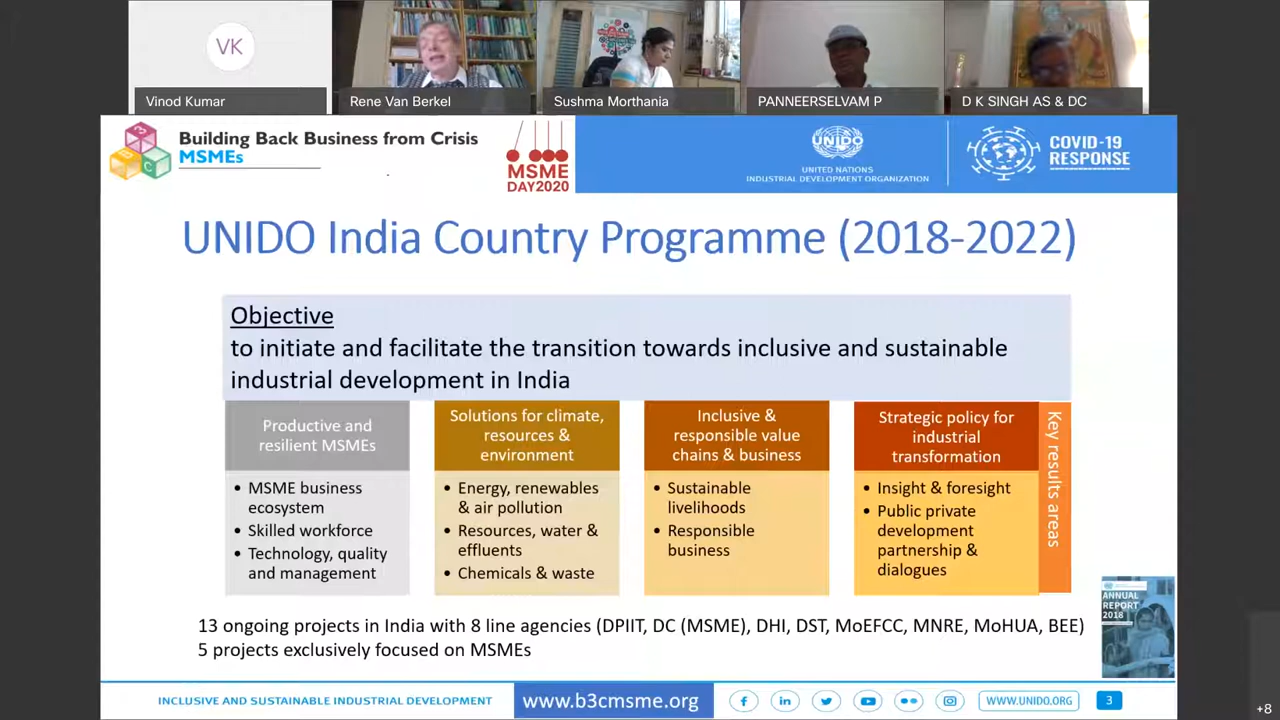 VK
Vinod Kumar
Rene Van Berkel
Sushma Morthania
PANNEERSELVAM P
D K SINGH AS & DC
Building Back Business from Crisis
MSMEs
MSME
DAY2020
UNIDO
UNITED NATIONS
INDUSTRIAL DEVELOPMENT ORGANIZATION
COVID-19
RESPONSE
UNIDO India Country Programme (2018-2022)
Objective
to initiate and facilitate the transition towards inclusive and sustainable
industrial development in India
Productive and
resilient MSMEs
• MSME business
ecosystem
• Skilled workforce
• Technology, quality
and management
Solutions for climate,
resources &
environment
• Energy, renewables
& air pollution
• Resources, water &
effluents
• Chemicals & waste
Inclusive &
responsible value
chains & business
• Sustainable
livelihoods
• Responsible
business
Strategic policy for
industrial
transformation
• Insight & foresight
• Public private
development
partnership &
dialogues
Key results areas
13 ongoing projects in India with 8 line agencies (DPIIT, DC (MSME), DHI, DST, MoEFCC, MNRE, MoHUA, BEE)
5 projects exclusively focused on MSMEs
ANNUAL
REPORT
2018
INCLUSIVE AND SUSTAINABLE INDUSTRIAL DEVELOPMENT
www.b3cmsme.org
WWW.UNIDO.ORG
3
+8